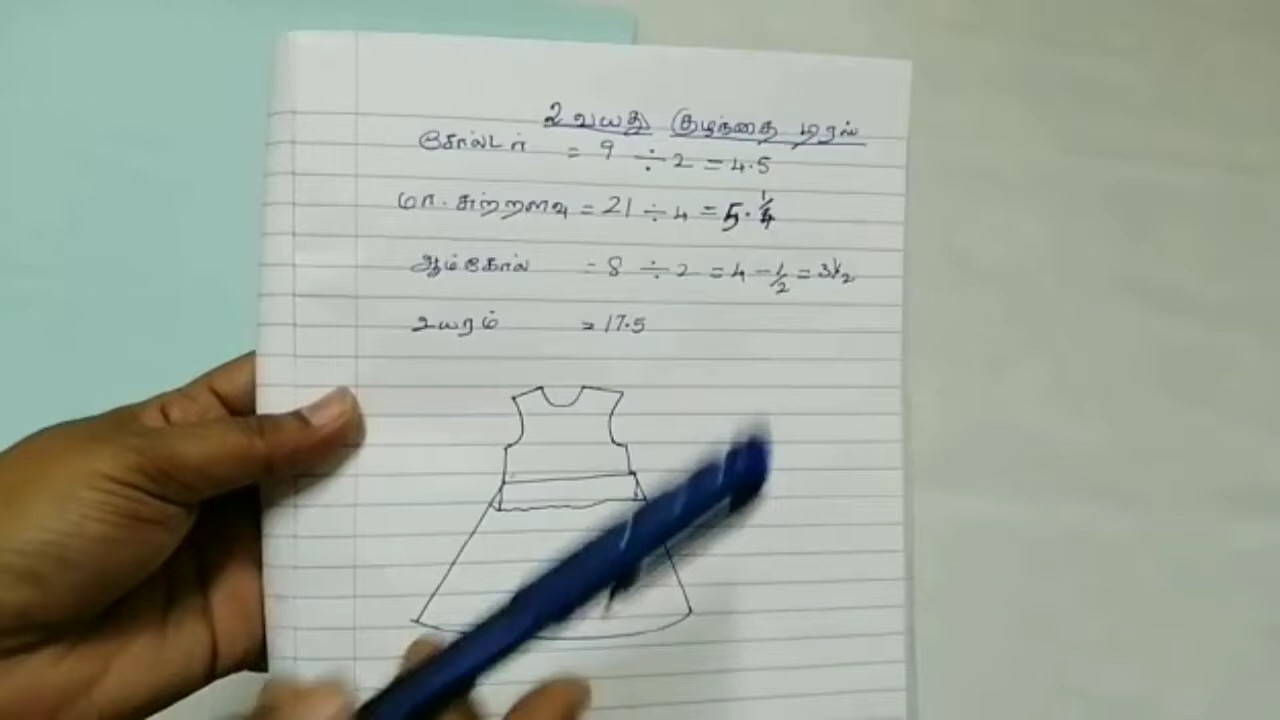 2 வயது குழந்தை டிரஸ்
சோல்டர் = 9 ÷ 2 = 4.5
மா.சுற்றளவு = 21 ÷ 4 = 5.1/4
ஆம்கோல் = 8 ÷ 2 = 4 - 1/2 = 3 1/2
உயரம் = 17.5